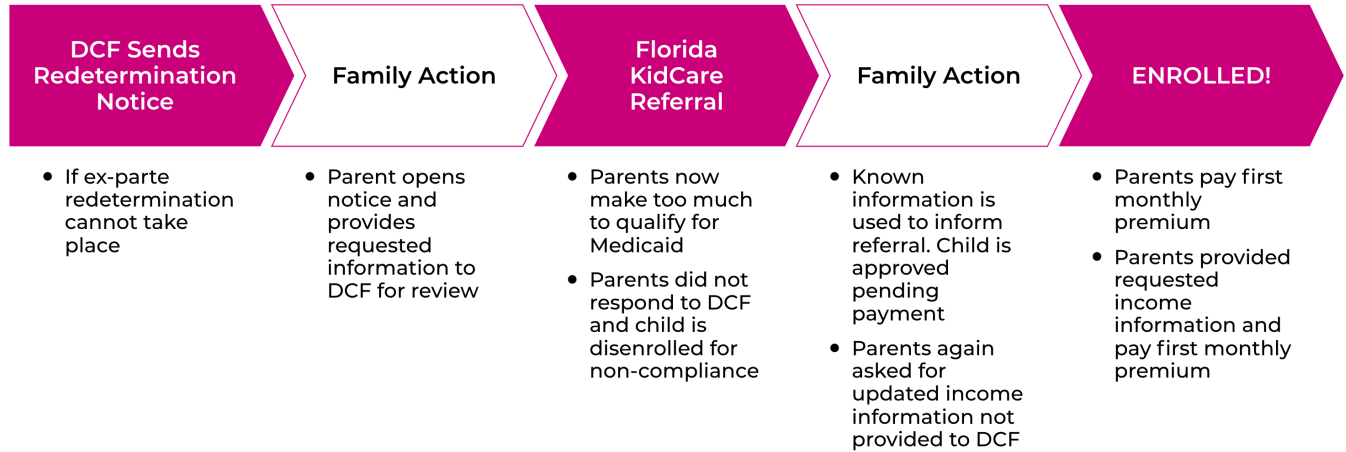 DCF Sends
Redetermination
Notice
Family Action
Florida
KidCare
Referral
Family Action
ENROLLED!
• If ex-parte
redetermination
cannot take
place
• Parent opens
notice and
provides
requested
information to
DCF for review
• Parents now
make too much
to qualify for
Medicaid
• Parents did not
respond to DCF
and child is
disenrolled for
non-compliance
• Known
information is
used to inform
referral. Child is
approved
pending
payment
• Parents again
asked for
updated income
information not
provided to DCF
• Parents pay first
monthly
premium
• Parents provided
requested
income
information and
pay first monthly
premium